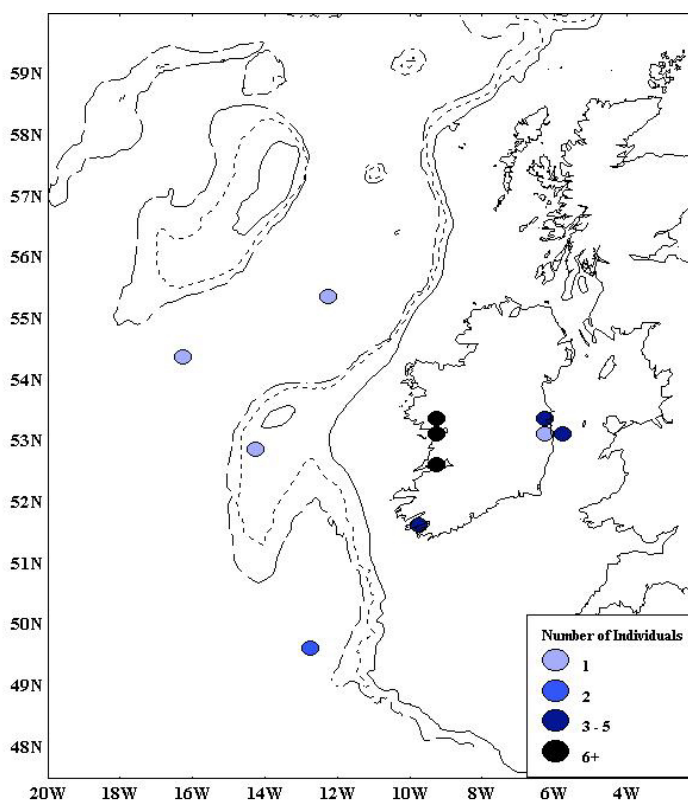 59N
58N
57N
56N
55N
54N
53N
52N
51N
50N
49N
48N
Number of Individuals
1
2
3 - 5
6+
20W 18W 16W 14W 12W 10W 8W 6W 4W